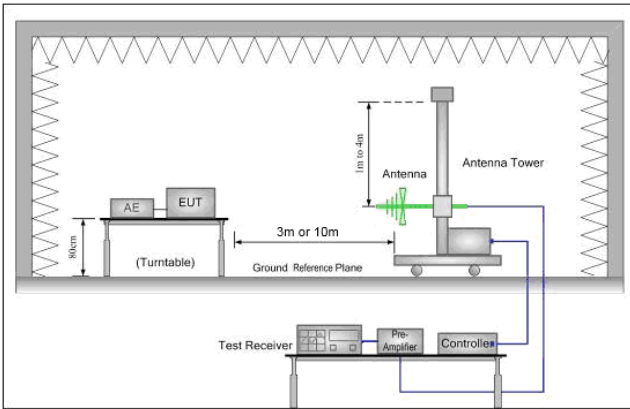 1m to 4m
Antenna
Antenna Tower
AE
EUT
80cm
(Turntable)
3m or 10m
Ground Reference Plane
Test Receiver
Pre-
Amplifier
Controller